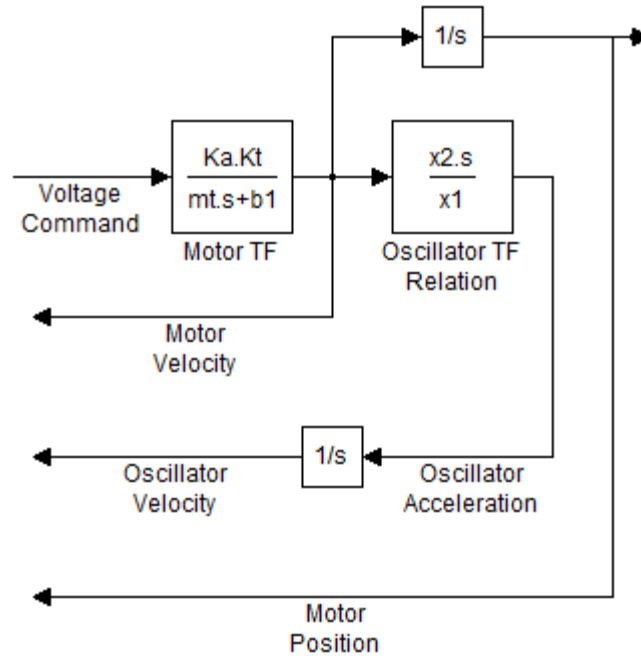 1/s
Ka.Kt
mt.s+b1
x2.s
x1
Voltage
Command
Motor TF
Oscillator TF
Relation
Motor
Velocity
1/s
Oscillator
Velocity
Oscillator
Acceleration
Motor
Position